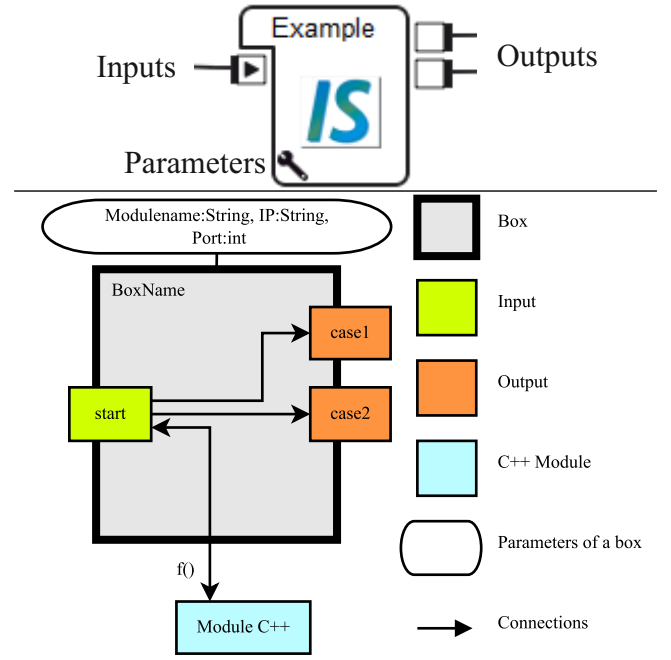 Example
Inputs
Outputs
IS
Parameters
Modulename:String, IP:String,
Port:int
Box
BoxName
Input
case1
Output
start
case2
C++ Module
Parameters of a box
f()
Module C++
Connections